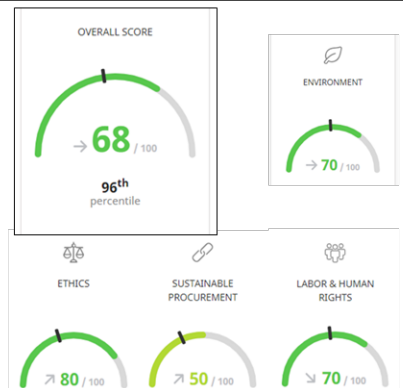 OVERALL SCORE
→ 68 / 100
96th
percentile
ENVIRONMENT
→ 70 / 100
ETHICS
↗ 80 / 100
SUSTAINABLE
PROCUREMENT
↗ 50 / 100
LABOR & HUMAN
RIGHTS
↘ 70 / 100